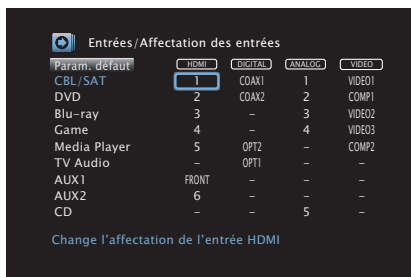 Entrées/Affectation des entrées
Param. défaut HDMI DIGITAL ANALOG VIDEO
CBL/SAT 1 COAX1 1 VIDEO1
DVD 2 COAX2 2 COMP1
Blu-ray 3 – 3 VIDEO2
Game 4 – 4 VIDEO3
Media Player 5 OPT2 – COMP2
TV Audio – OPT1 – –
AUX1 FRONT – – –
AUX2 6 – – –
CD – – 5 –
Change l'affectation de l'entrée HDMI